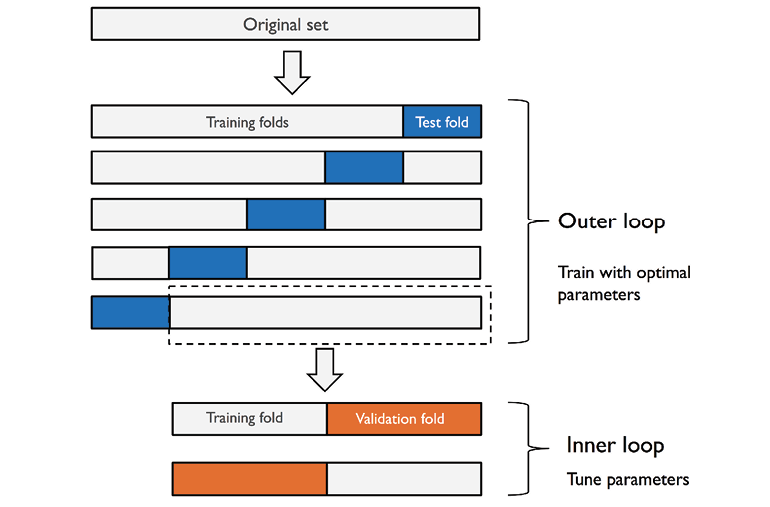 Original set
Training folds
Test fold
Outer loop
Train with optimal
parameters
Training fold
Validation fold
Inner loop
Tune parameters